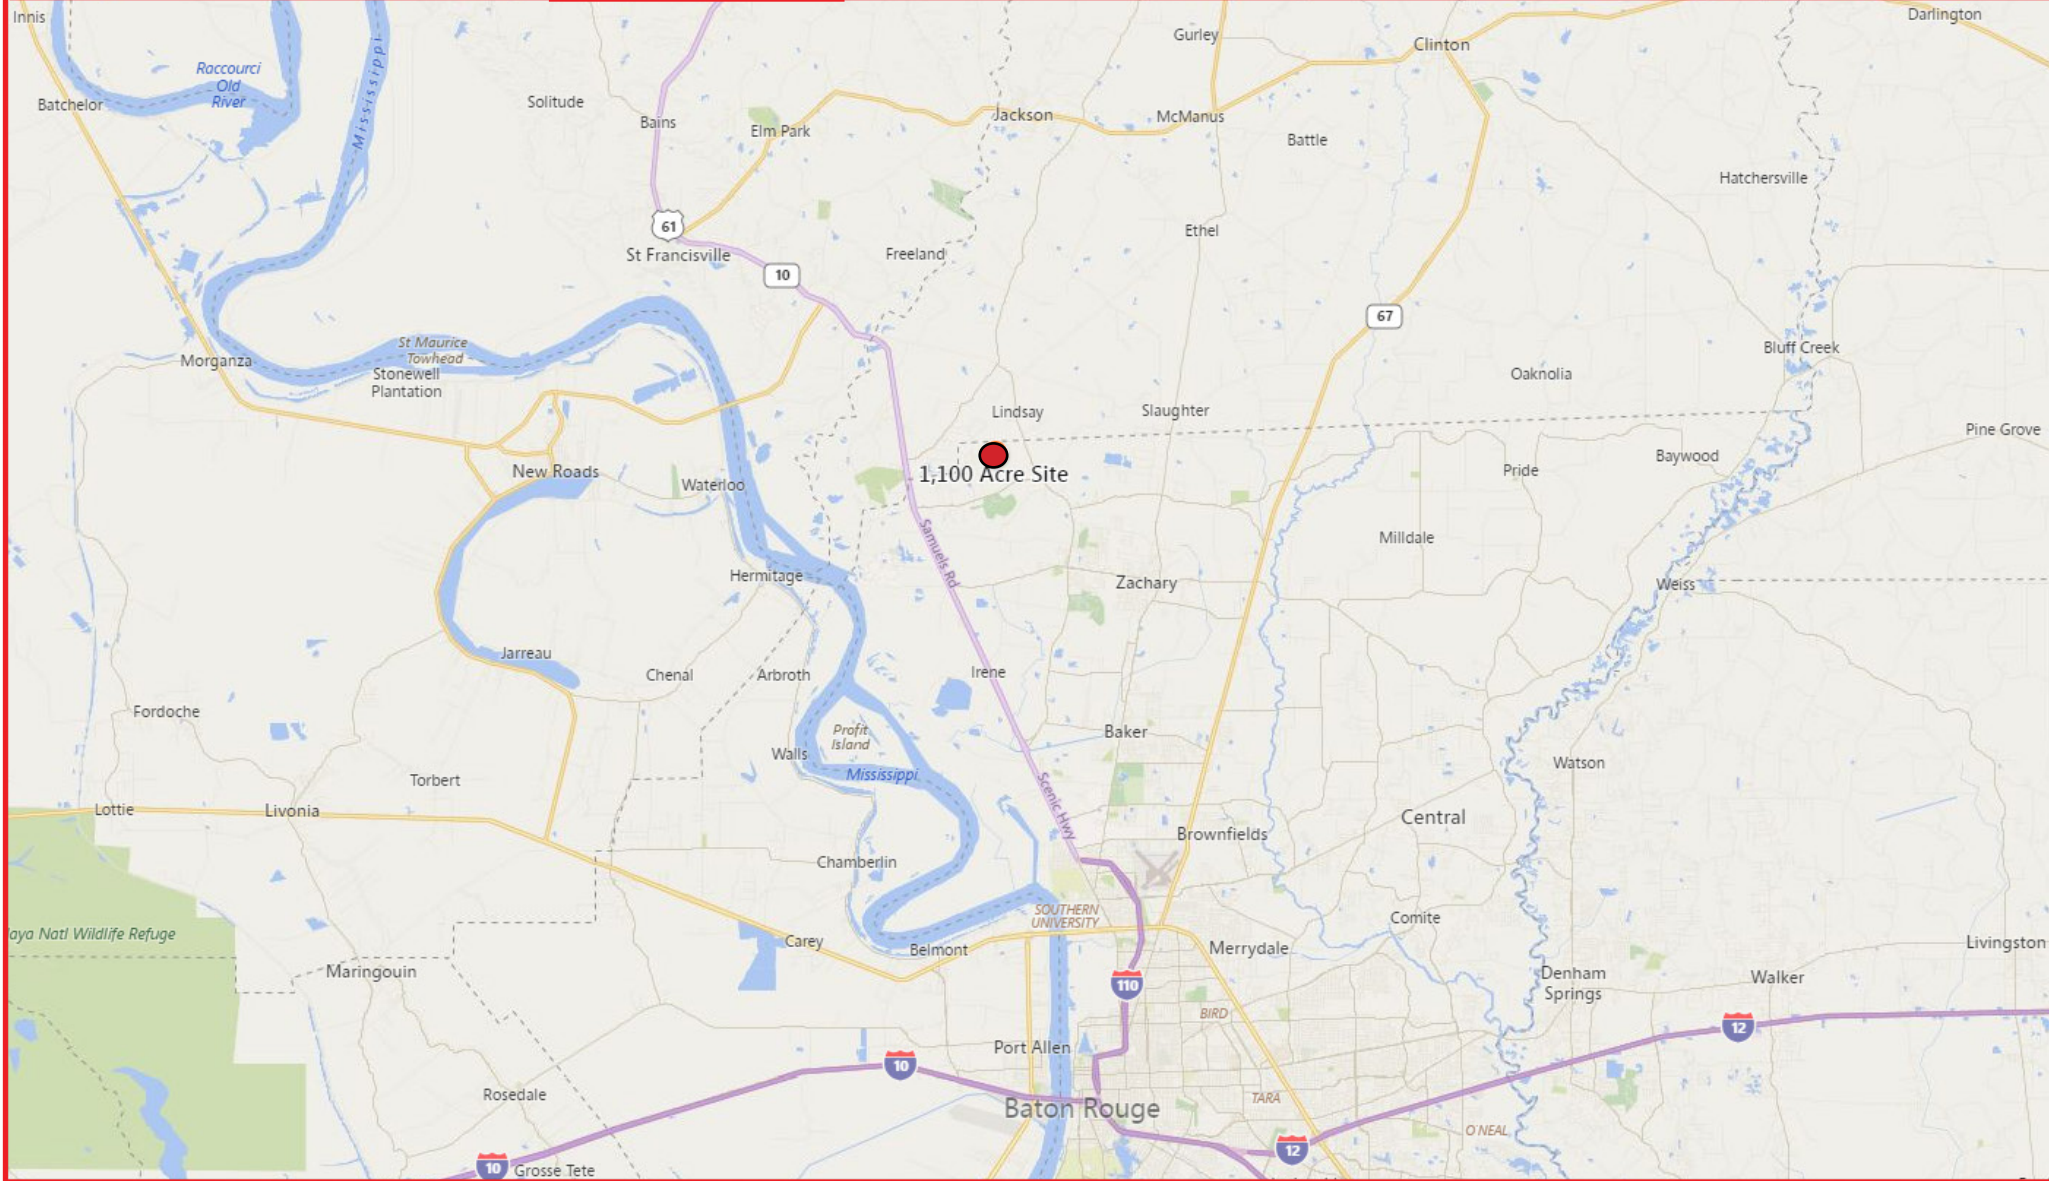 Innis
Darlington
Gurley
Clinton
Raccourci
Old
River
Mississippi
Batchelor
Solitude
Bains
Elm Park
Jackson
McManus
Battle
Hatchersville
61
St Francisville
10
Freeland
Ethel
67
Morganza
St Maurice
Towhead
Stonewell
Plantation
Bluff Creek
Oaknolia
Lindsay
Slaughter
Pine Grove
1,100 Acre Site
New Roads
Waterloo
Pride
Baywood
Samuels Rd
Milldale
Hermitage
Zachary
Weiss
Jarreau
Chenal
Arbroth
Irene
Fordoche
Profit
Island
Walls
Mississippi
Baker
Watson
Torbert
Scenic Hwy
Lottie
Livonia
Central
Brownfields
Chamberlin
SOUTHERN
UNIVERSITY
Comite
aya Natl Wildlife Refuge
Carey
Belmont
Merrydale
Livingston
Maringouin
110
Denham
Springs
Walker
BIRD
12
Port Allen
10
Rosedale
Baton Rouge
TARA
O'NEAL
12
10
Grosse Tete